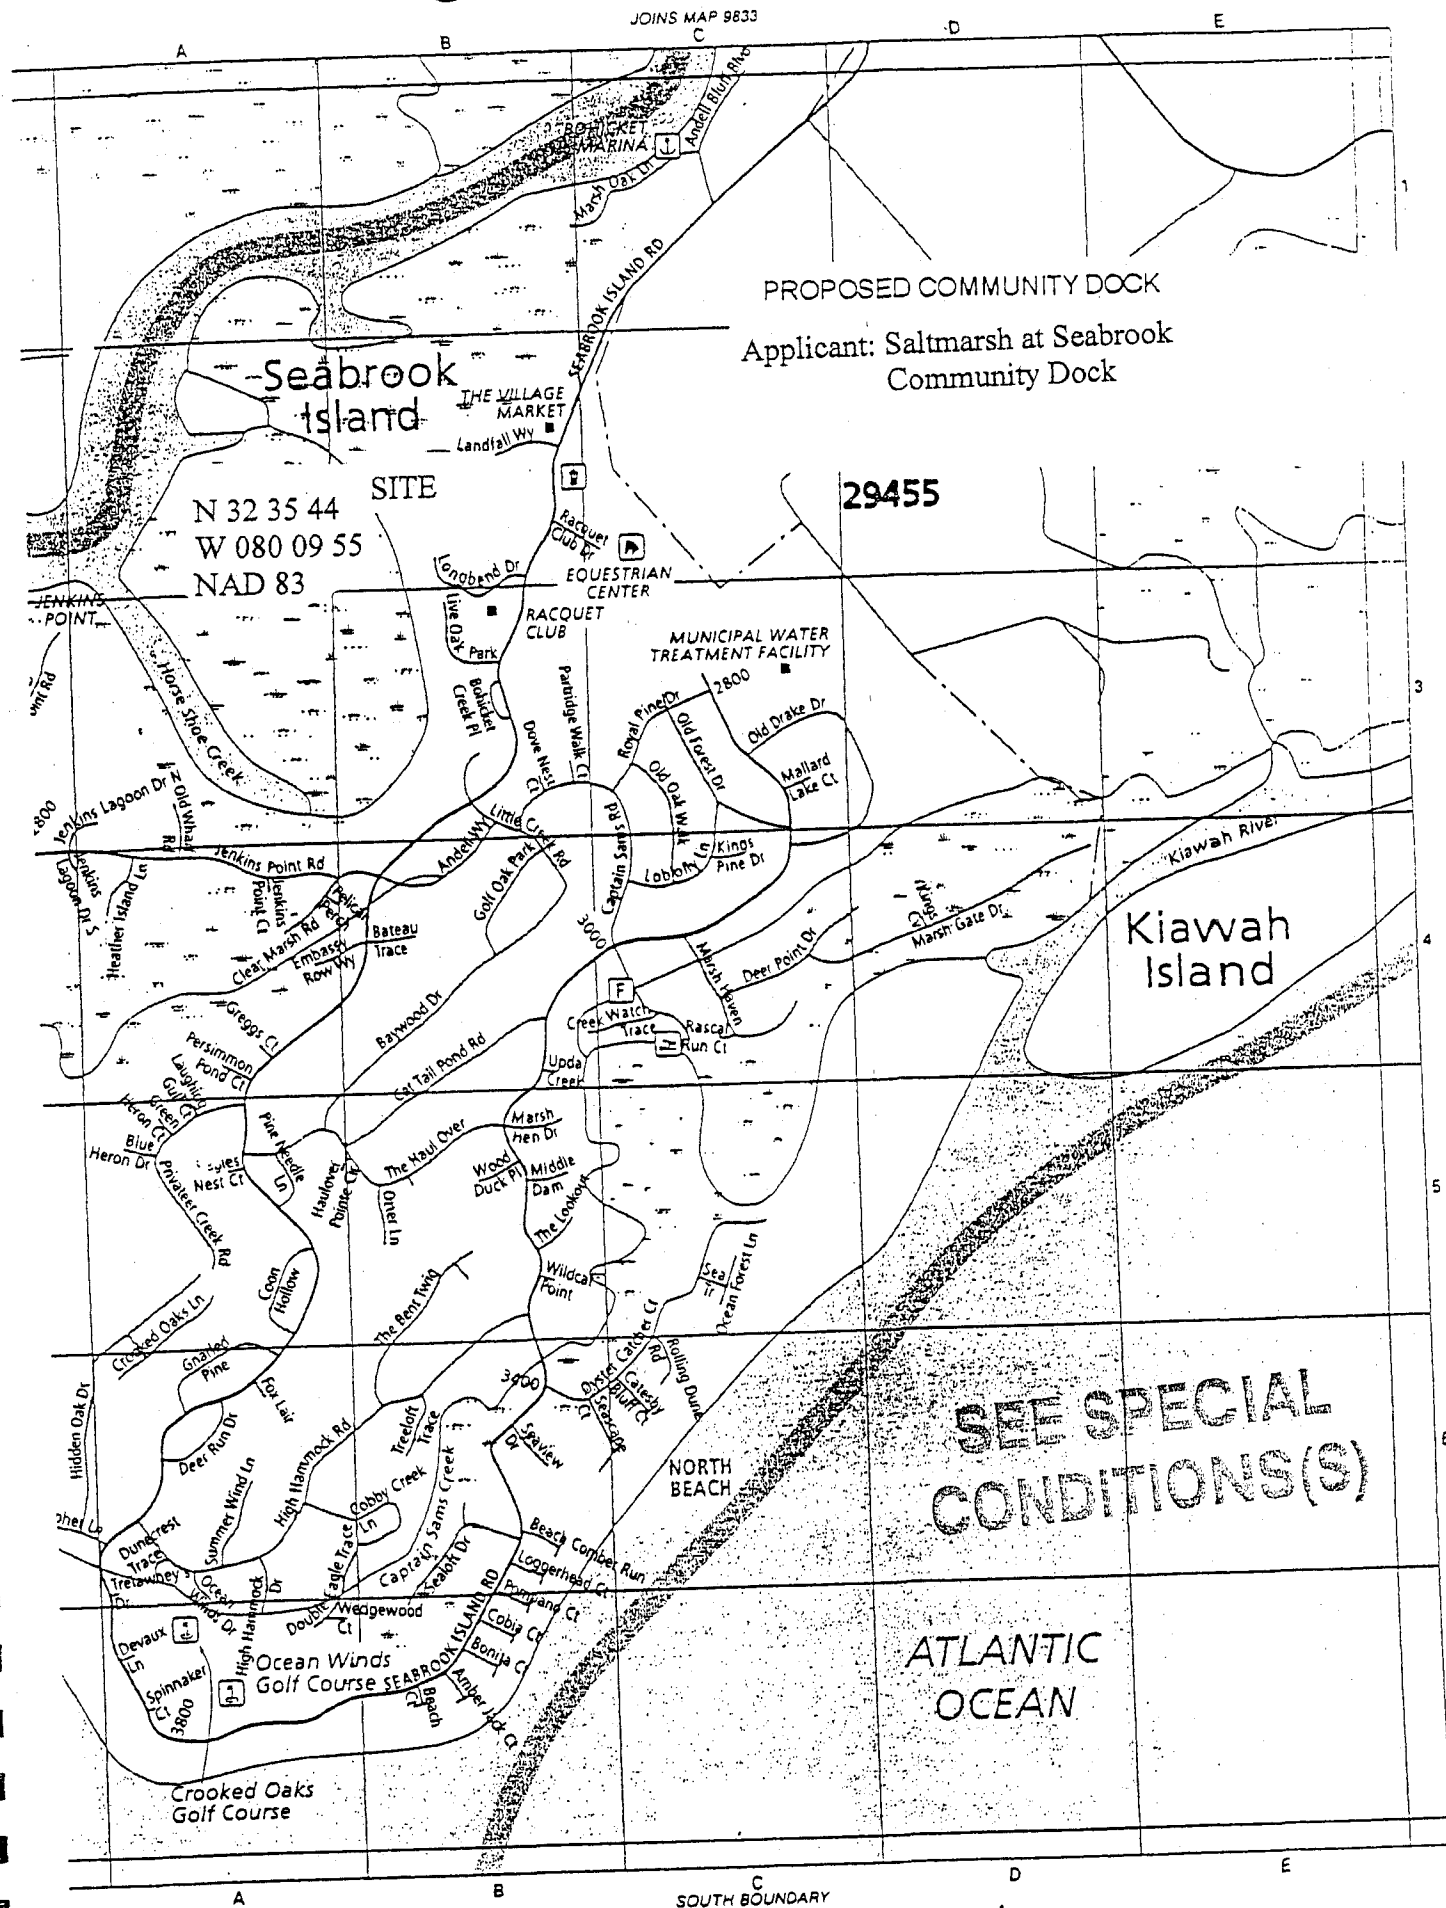 JOINS MAP 9833
A
B
C
D
E
Andell Bluff Blvd
BOHICKET
MARINA
Marsh Oak Ln
1
SEABROOK ISLAND RD
PROPOSED COMMUNITY DOCK
Applicant: Saltmarsh at Seabrook
Community Dock
Seabrook
Island
THE VILLAGE
MARKET
Landfall Wy
SITE
N 32 35 44
W 080 09 55
NAD 83
29455
Racquet
Club Dr
EQUESTRIAN
CENTER
Longbend Dr
Live Oak
Park
RACQUET
CLUB
JENKINS
POINT
MUNICIPAL WATER
TREATMENT FACILITY
2800
3
Horse Shoe Creek
Bohicket
Creek Pl
Partridge Walk Ct
Dove Nest
Ct
Royal Pine Dr
Old Forest Dr
Old Drake Dr
Mallard
Lake Ct
Old Oak Walk
Jenkins Lagoon Dr
N Old Wharf
Rd
Little Creek Rd
Andel Wy
Captain Sams Rd
Loblolly Ln
Kings
Pine Dr
Kiawah River
Jenkins
Lagoon Dr S
Jenkins Point Rd
Heather Island Ln
Jenkins
Point Ct
Pelican
Perch
Golf Oak Park
Clear Marsh Rd
Embassy
Row Wy
Bateau
Trace
3000
Marsh Gate Dr
Kiawah
Island
4
Marsh Haven
Deer Point Dr
F
Baywood Dr
Creek Watch
Trace
Rascal
Run Ct
Greggs Ct
Persimmon
Pond Ct
Laughing
Gull Ct
Green
Heron Ct
Cat Tail Pond Rd
Upda
Creek
Blue
Heron Dr
Nest Ct
Pine Needle
Ln
Haulover
Pointe Ct
The Haul Over
Marsh
Hen Dr
Wood
Duck Pl
Middle
Dam
Otter Ln
The Lookout
5
Privateer Creek Rd
Coon
Hollow
Wildcat
Point
Sea
Ocean Forest Ln
Crooked Oaks Ln
The Bent Twig
Gnarled
Pine
Fox Lair
3400
Oyster Catcher Ct
Rolling Dune
Rd
Catesby
Bluff Ct
Seascape
Ct
Hidden Oak Dr
Deer Run Dr
Treeloft
Trace
Seaview
Dr
NORTH
BEACH
SEE SPECIAL
CONDITIONS(S)
6
Summer Wind Ln
High Hammock Rd
Cobby Creek
Ln
Captain Sams Creek
Dunecrest
Trace
Trelawney's
Dr
Ocean
Winds Dr
High Hammock Dr
Double Eagle Trace
Sealoft Dr
Wedgewood
Ct
Beach Comber Run
Loggerhead Ct
Pompano Ct
Cobia Ct
Bonita Ct
Amber Jack Ct
Beach
Ct
SEABROOK ISLAND RD
Devaux
Ln
Spinnaker
Ct
3800
Ocean Winds
Golf Course
ATLANTIC
OCEAN
Crooked Oaks
Golf Course
A
B
C
D
E
SOUTH BOUNDARY